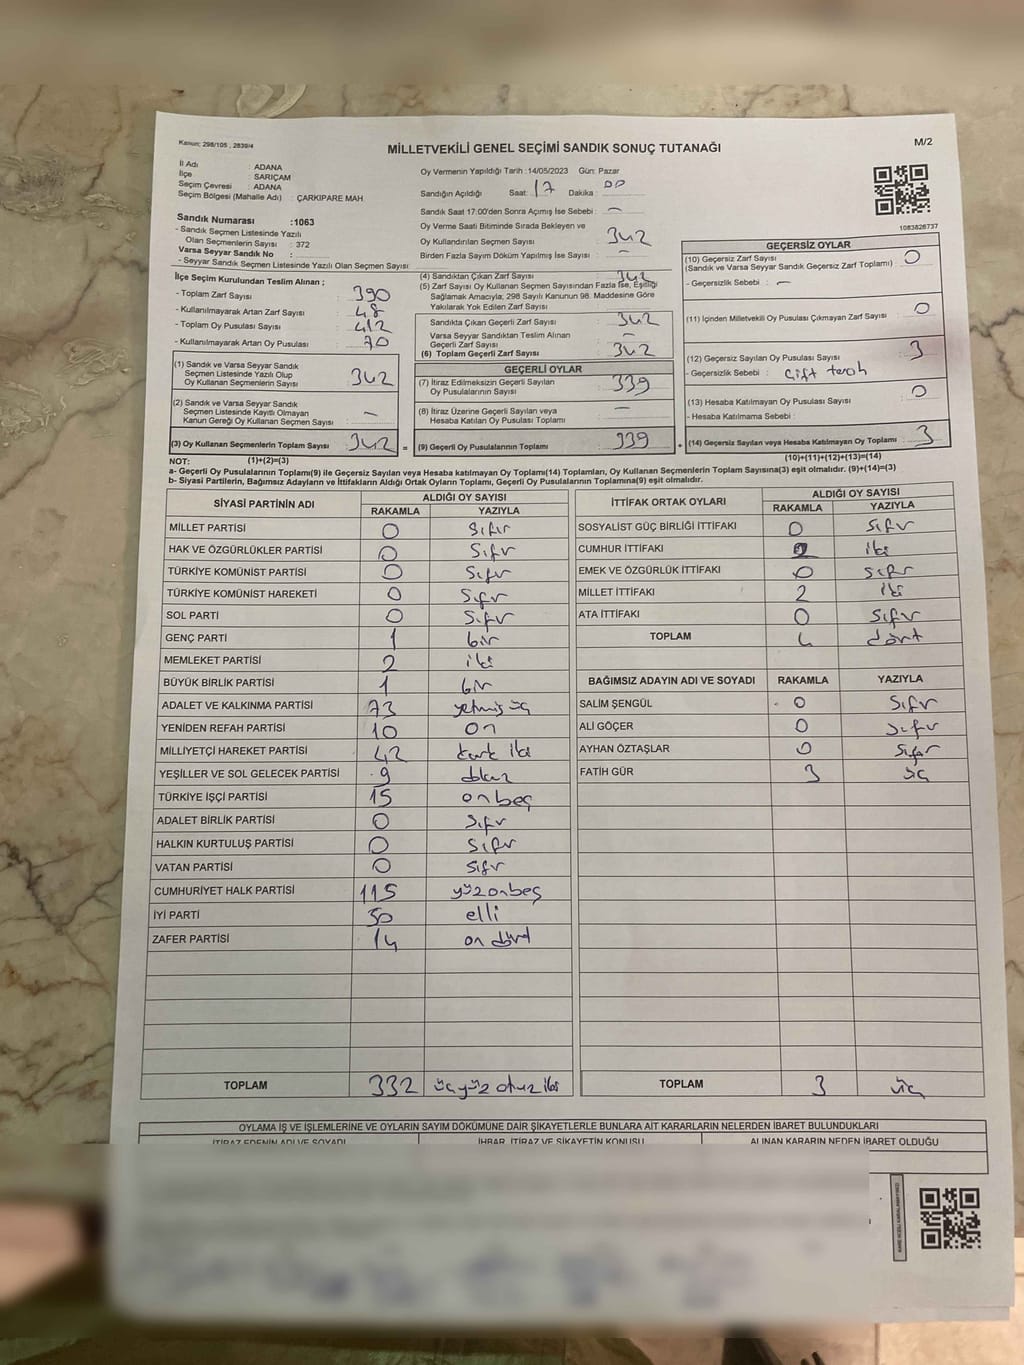 Kanun: 298/105 , 2839/4
MİLLETVEKİLİ GENEL SEÇİMİ SANDIK SONUÇ TUTANAĞI
M/2
İl Adı : ADANA
İlçe : SARIÇAM
Seçim Çevresi : ADANA
Seçim Bölgesi (Mahalle Adı) : ÇARKIPARE MAH
Sandık Numarası :1063
- Sandık Seçmen Listesinde Yazılı
Olan Seçmenlerin Sayısı : 372
Varsa Seyyar Sandık No :
- Seyyar Sandık Seçmen Listesinde Yazılı Olan Seçmen Sayısı
Oy Vermenin Yapıldığı Tarih :14/05/2023 Gün: Pazar
Sandığın Açıldığı Saat: 17 Dakika : 00
Sandık Saat 17:00'den Sonra Açımış İse Sebebi : —
Oy Verme Saati Bitiminde Sırada Bekleyen ve
Oy Kullandırılan Seçmen Sayısı : 342
Birden Fazla Sayım Döküm Yapılmış İse Sayısı : —
1083826737
İlçe Seçim Kurulundan Teslim Alınan ;
- Toplam Zarf Sayısı : 390
- Kullanılmayarak Artan Zarf Sayısı : 48
- Toplam Oy Pusulası Sayısı : 412
- Kullanılmayarak Artan Oy Pusulası : 70
(1) Sandık ve Varsa Seyyar Sandık
Seçmen Listesinde Yazılı Olup
Oy Kullanan Seçmenlerin Sayısı : 342
(2) Sandık ve Varsa Seyyar Sandık
Seçmen Listesinde Kayıtlı Olmayan
Kanun Gereği Oy Kullanan Seçmen Sayısı : —
(3) Oy Kullanan Seçmenlerin Toplam Sayısı : 342 =
(1)+(2)=(3)
(4) Sandıktan Çıkan Zarf Sayısı : 342
(5) Zarf Sayısı Oy Kullanan Seçmen Sayısından Fazla İse, Eşitliği
Sağlamak Amacıyla; 298 Sayılı Kanunun 98. Maddesine Göre
Yakılarak Yok Edilen Zarf Sayısı : —
Sandıkta Çıkan Geçerli Zarf Sayısı : 342
Varsa Seyyar Sandıktan Teslim Alınan
Geçerli Zarf Sayısı : —
(6) Toplam Geçerli Zarf Sayısı : 342
GEÇERLİ OYLAR
(7) İtiraz Edilmeksizin Geçerli Sayılan
Oy Pusulalarının Sayısı : 339
(8) İtiraz Üzerine Geçerli Sayılan veya
Hesaba Katılan Oy Pusulası Toplamı : —
(9) Geçerli Oy Pusulalarının Toplamı : 339 +
GEÇERSİZ OYLAR
(10) Geçersiz Zarf Sayısı : 0
(Sandık ve Varsa Seyyar Sandık Geçersiz Zarf Toplamı)
- Geçersizlik Sebebi : —
(11) İçinden Milletvekili Oy Pusulası Çıkmayan Zarf Sayısı : 0
(12) Geçersiz Sayılan Oy Pusulası Sayısı : 3
- Geçersizlik Sebebi : Çift terch
(13) Hesaba Katılmayan Oy Pusulası Sayısı : 0
- Hesaba Katılmama Sebebi :
(14) Geçersiz Sayılan veya Hesaba Katılmayan Oy Toplamı : 3
(10)+(11)+(12)+(13)=(14)
NOT:
a- Geçerli Oy Pusulalarının Toplamı(9) ile Geçersiz Sayılan veya Hesaba katılmayan Oy Toplamı(14) Toplamları, Oy Kullanan Seçmenlerin Toplam Sayısına(3) eşit olmalıdır. (9)+(14)=(3)
b- Siyasi Partilerin, Bağımsız Adayların ve İttifakların Aldığı Ortak Oyların Toplamı, Geçerli Oy Pusulalarının Toplamına(9) eşit olmalıdır.
SİYASİ PARTİNİN ADI ALDIĞI OY SAYISI
RAKAMLA YAZIYLA
MİLLET PARTİSİ 0 Sıfır
HAK VE ÖZGÜRLÜKLER PARTİSİ 0 Sıfır
TÜRKİYE KOMÜNİST PARTİSİ 0 Sıfır
TÜRKİYE KOMÜNİST HAREKETİ 0 Sıfır
SOL PARTİ 0 Sıfır
GENÇ PARTİ 1 bir
MEMLEKET PARTİSİ 2 iki
BÜYÜK BİRLİK PARTİSİ 1 bir
ADALET VE KALKINMA PARTİSİ 73 yetmiş üç
YENİDEN REFAH PARTİSİ 10 on
MİLLİYETÇİ HAREKET PARTİSİ 42 kırk iki
YEŞİLLER VE SOL GELECEK PARTİSİ 9 dokuz
TÜRKİYE İŞÇİ PARTİSİ 15 on beş
ADALET BİRLİK PARTİSİ 0 Sıfır
HALKIN KURTULUŞ PARTİSİ 0 Sıfır
VATAN PARTİSİ 0 Sıfır
CUMHURİYET HALK PARTİSİ 115 yüz onbeş
İYİ PARTİ 50 elli
ZAFER PARTİSİ 14 on dört
TOPLAM 332 üçyüz otuz iki
İTTİFAK ORTAK OYLARI ALDIĞI OY SAYISI
RAKAMLA YAZIYLA
SOSYALİST GÜÇ BİRLİĞİ İTTİFAKI 0 Sıfır
CUMHUR İTTİFAKI 2 iki
EMEK VE ÖZGÜRLÜK İTTİFAKI 0 Sıfır
MİLLET İTTİFAKI 2 iki
ATA İTTİFAKI 0 Sıfır
TOPLAM 4 dört
BAĞIMSIZ ADAYIN ADI VE SOYADI RAKAMLA YAZIYLA
SALİM ŞENGÜL 0 Sıfır
ALİ GÖÇER 0 Sıfır
AYHAN ÖZTAŞLAR 0 Sıfır
FATİH GÜR 3 üç
TOPLAM 3 üç
OYLAMA İŞ VE İŞLEMLERİNE VE OYLARIN SAYIM DÖKÜMÜNE DAİR ŞİKAYETLERLE BUNLARA AİT KARARLARIN NELERDEN İBARET BULUNDUKLARI
İTİRAZ EDENİN ADI VE SOYADI İHBAR, İTİRAZ VE ŞİKAYETİN KONUSU ALINAN KARARIN NEDEN İBARET OLDUĞU